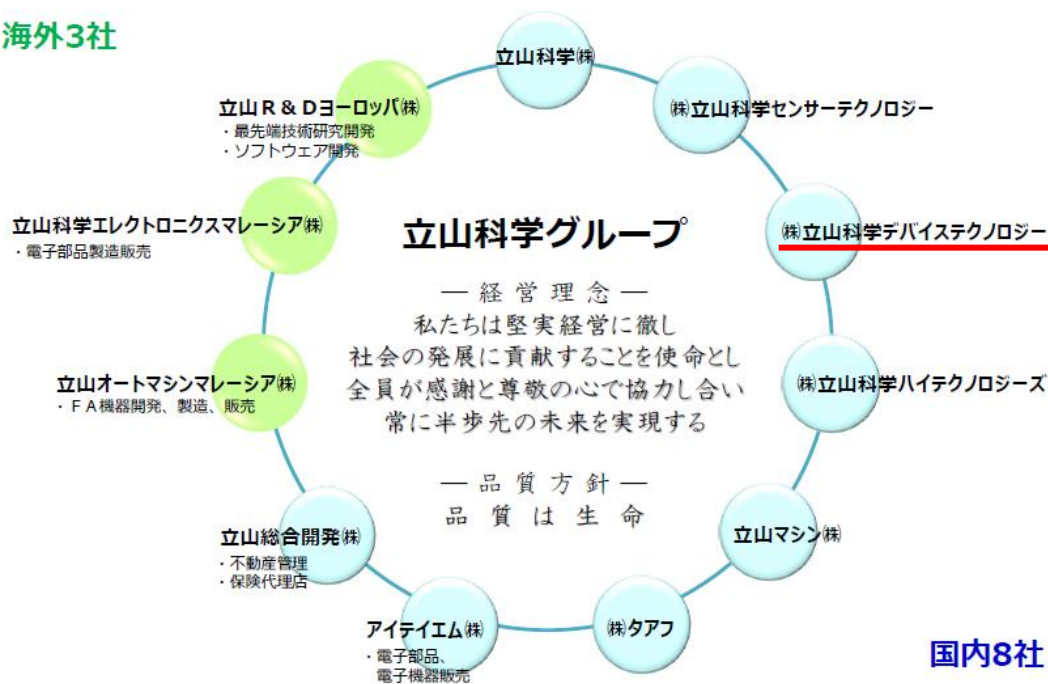 海外3社
立山科学㈱
㈱立山科学センサーテクノロジー
㈱立山科学デバイステクノロジー
㈱立山科学ハイテクノロジーズ
立山マシン㈱
㈱タアフ
アイテイエム㈱
・電子部品、
電子機器販売
立山総合開発㈱
・不動産管理
・保険代理店
立山オートマシンマレーシア㈱
・ＦＡ機器開発、製造、販売
立山科学エレクトロニクスマレーシア㈱
・電子部品製造販売
立山Ｒ＆Ｄヨーロッパ㈱
・最先端技術研究開発
・ソフトウェア開発
立山科学グループ
― 経 営 理 念 ―
私たちは堅実経営に徹し
社会の発展に貢献することを使命とし
全員が感謝と尊敬の心で協力し合い
常に半歩先の未来を実現する
― 品 質 方 針 ―
品 質 は 生 命
国内8社